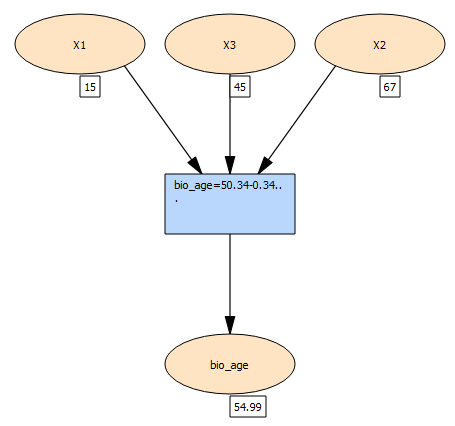 X1
X3
X2
15
45
67
bio_age=50.34-0.34..
.
bio_age
54.99